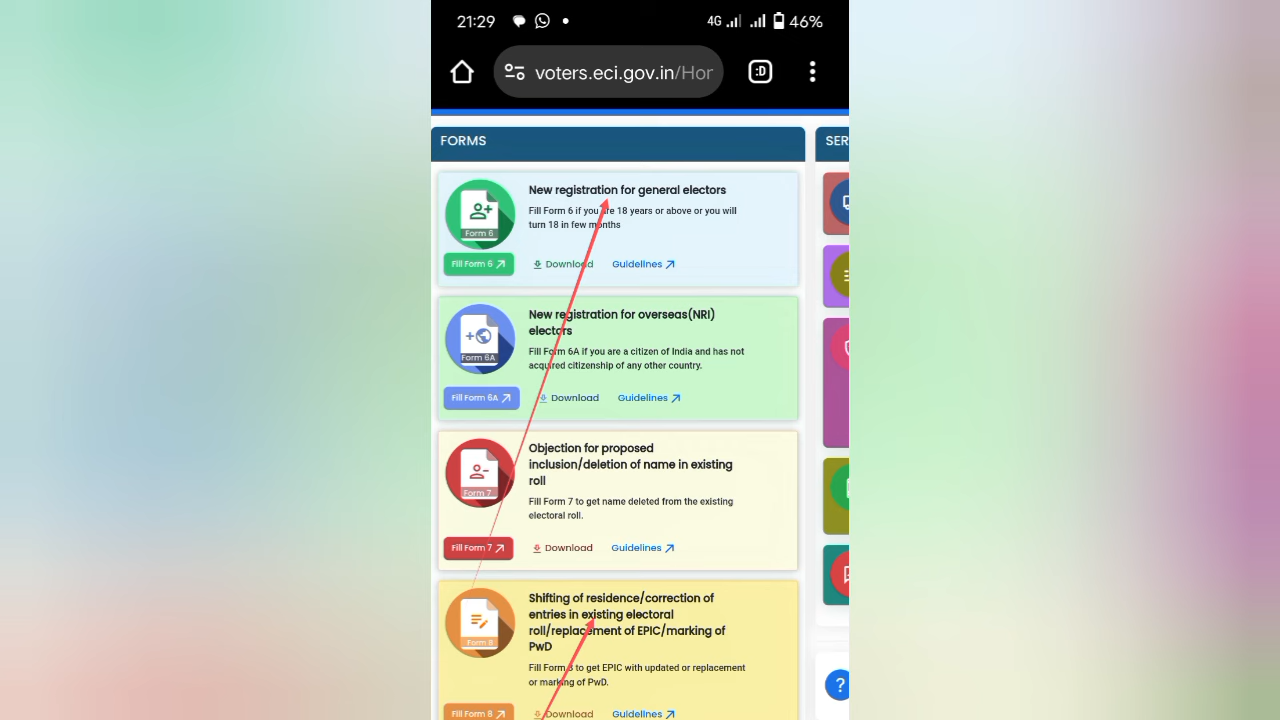 21:29
4G
46%
voters.eci.gov.in/Hor
:D
FORMS
SER
New registration for general electors
Fill Form 6 if you are 18 years or above or you will
turn 18 in few months
Form 6
Fill Form 6
Download
Guidelines
New registration for overseas(NRI)
electors
Fill Form 6A if you are a citizen of India and has not
acquired citizenship of any other country.
Form 6A
Fill Form 6A
Download
Guidelines
Objection for proposed
inclusion/deletion of name in existing
roll
Fill Form 7 to get name deleted from the existing
electoral roll.
Form 7
Fill Form 7
Download
Guidelines
Shifting of residence/correction of
entries in existing electoral
roll/replacement of EPIC/marking of
PwD
Fill Form 8 to get EPIC with updated or replacement
or marking of PwD.
Form 8
Fill Form 8
Download
Guidelines
?